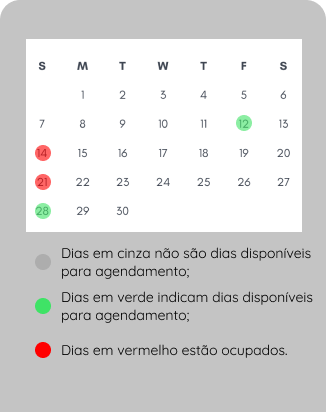 S M T W T F S
1 2 3 4 5 6
7 8 9 10 11 12 13
14 15 16 17 18 19 20
21 22 23 24 25 26 27
28 29 30
Dias em cinza não são dias disponíveis
para agendamento;
Dias em verde indicam dias disponíveis
para agendamento;
Dias em vermelho estão ocupados.